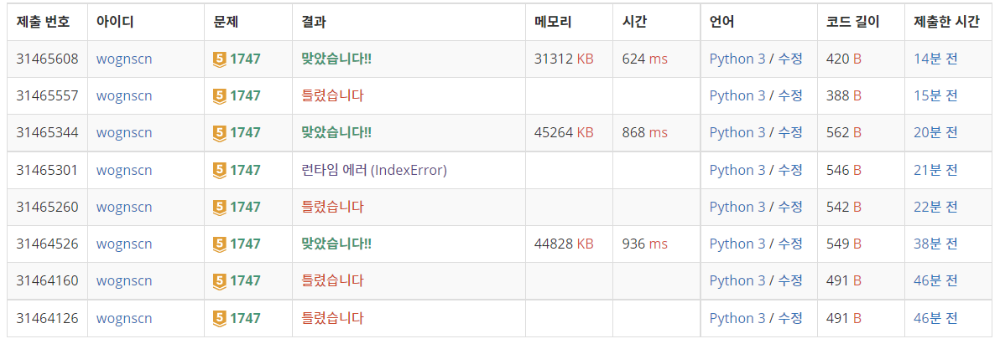 제출 번호 아이디 문제 결과 메모리 시간 언어 코드 길이 제출한 시간
31465608 wognscn 5 1747 맞았습니다!! 31312 KB 624 ms Python 3 / 수정 420 B 14분 전
31465557 wognscn 5 1747 틀렸습니다 Python 3 / 수정 388 B 15분 전
31465344 wognscn 5 1747 맞았습니다!! 45264 KB 868 ms Python 3 / 수정 562 B 20분 전
31465301 wognscn 5 1747 런타임 에러 (IndexError) Python 3 / 수정 546 B 21분 전
31465260 wognscn 5 1747 틀렸습니다 Python 3 / 수정 542 B 22분 전
31464526 wognscn 5 1747 맞았습니다!! 44828 KB 936 ms Python 3 / 수정 549 B 38분 전
31464160 wognscn 5 1747 틀렸습니다 Python 3 / 수정 491 B 46분 전
31464126 wognscn 5 1747 틀렸습니다 Python 3 / 수정 491 B 46분 전